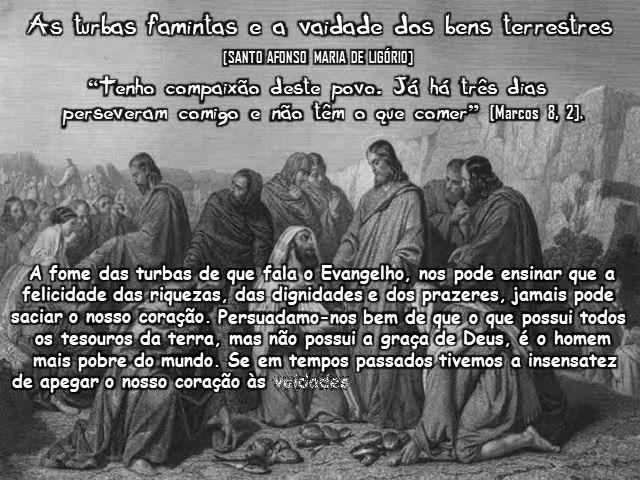 As turbas famintas e a vaidade dos bens terrestres
[SANTO AFONSO MARIA DE LIGÓRIO]
“Tenho compaixão deste povo. Já há três dias
perseveram comigo e não têm o que comer” [Marcos 8, 2].
A fome das turbas de que fala o Evangelho, nos pode ensinar que a
felicidade das riquezas, das dignidades e dos prazeres, jamais pode
saciar o nosso coração. Persuadamo-nos bem de que o que possui todos
os tesouros da terra, mas não possui a graça de Deus, é o homem
mais pobre do mundo. Se em tempos passados tivemos a insensatez
de apegar o nosso coração às vaidades